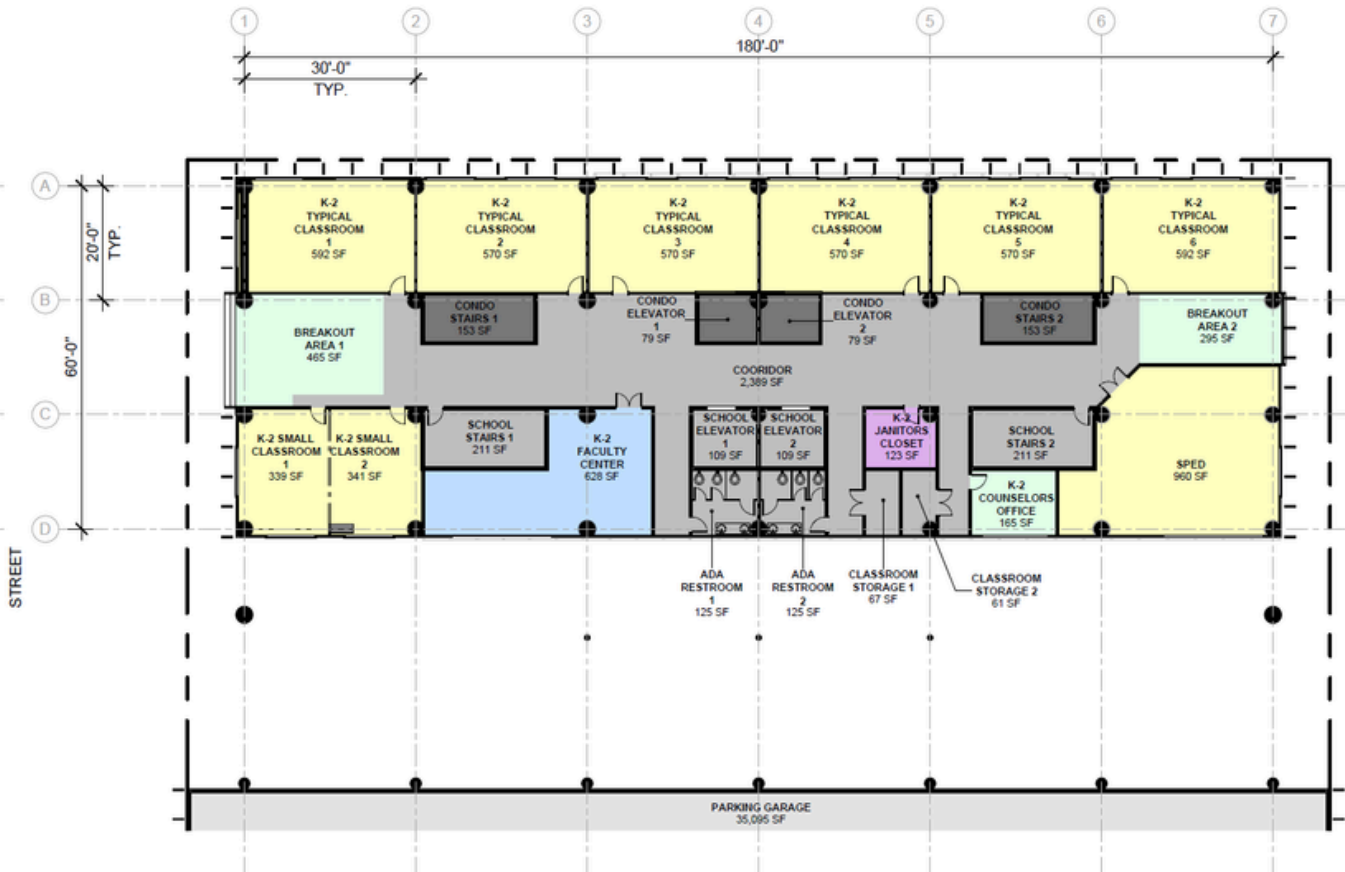 1
2
3
4
5
6
7
180'-0"
30'-0"
TYP.
A
B
C
D
20'-0"
TYP.
60'-0"
STREET
K-2
TYPICAL
CLASSROOM
1
592 SF
K-2
TYPICAL
CLASSROOM
2
570 SF
K-2
TYPICAL
CLASSROOM
3
570 SF
K-2
TYPICAL
CLASSROOM
4
570 SF
K-2
TYPICAL
CLASSROOM
5
570 SF
K-2
TYPICAL
CLASSROOM
6
592 SF
BREAKOUT
AREA 1
465 SF
CONDO
STAIRS 1
153 SF
CONDO
ELEVATOR
1
79 SF
CONDO
ELEVATOR
2
79 SF
CONDO
STAIRS 2
153 SF
BREAKOUT
AREA 2
295 SF
COORIDOR
2,389 SF
K-2 SMALL
CLASSROOM
1
339 SF
K-2 SMALL
CLASSROOM
2
341 SF
SCHOOL
STAIRS 1
211 SF
K-2
FACULTY
CENTER
628 SF
SCHOOL
ELEVATOR
1
109 SF
SCHOOL
ELEVATOR
2
109 SF
K-2
JANITORS
CLOSET
123 SF
SCHOOL
STAIRS 2
211 SF
SPED
960 SF
K-2
COUNSELORS
OFFICE
165 SF
ADA
RESTROOM
1
125 SF
ADA
RESTROOM
2
125 SF
CLASSROOM
STORAGE 1
67 SF
CLASSROOM
STORAGE 2
61 SF
PARKING GARAGE
35,095 SF